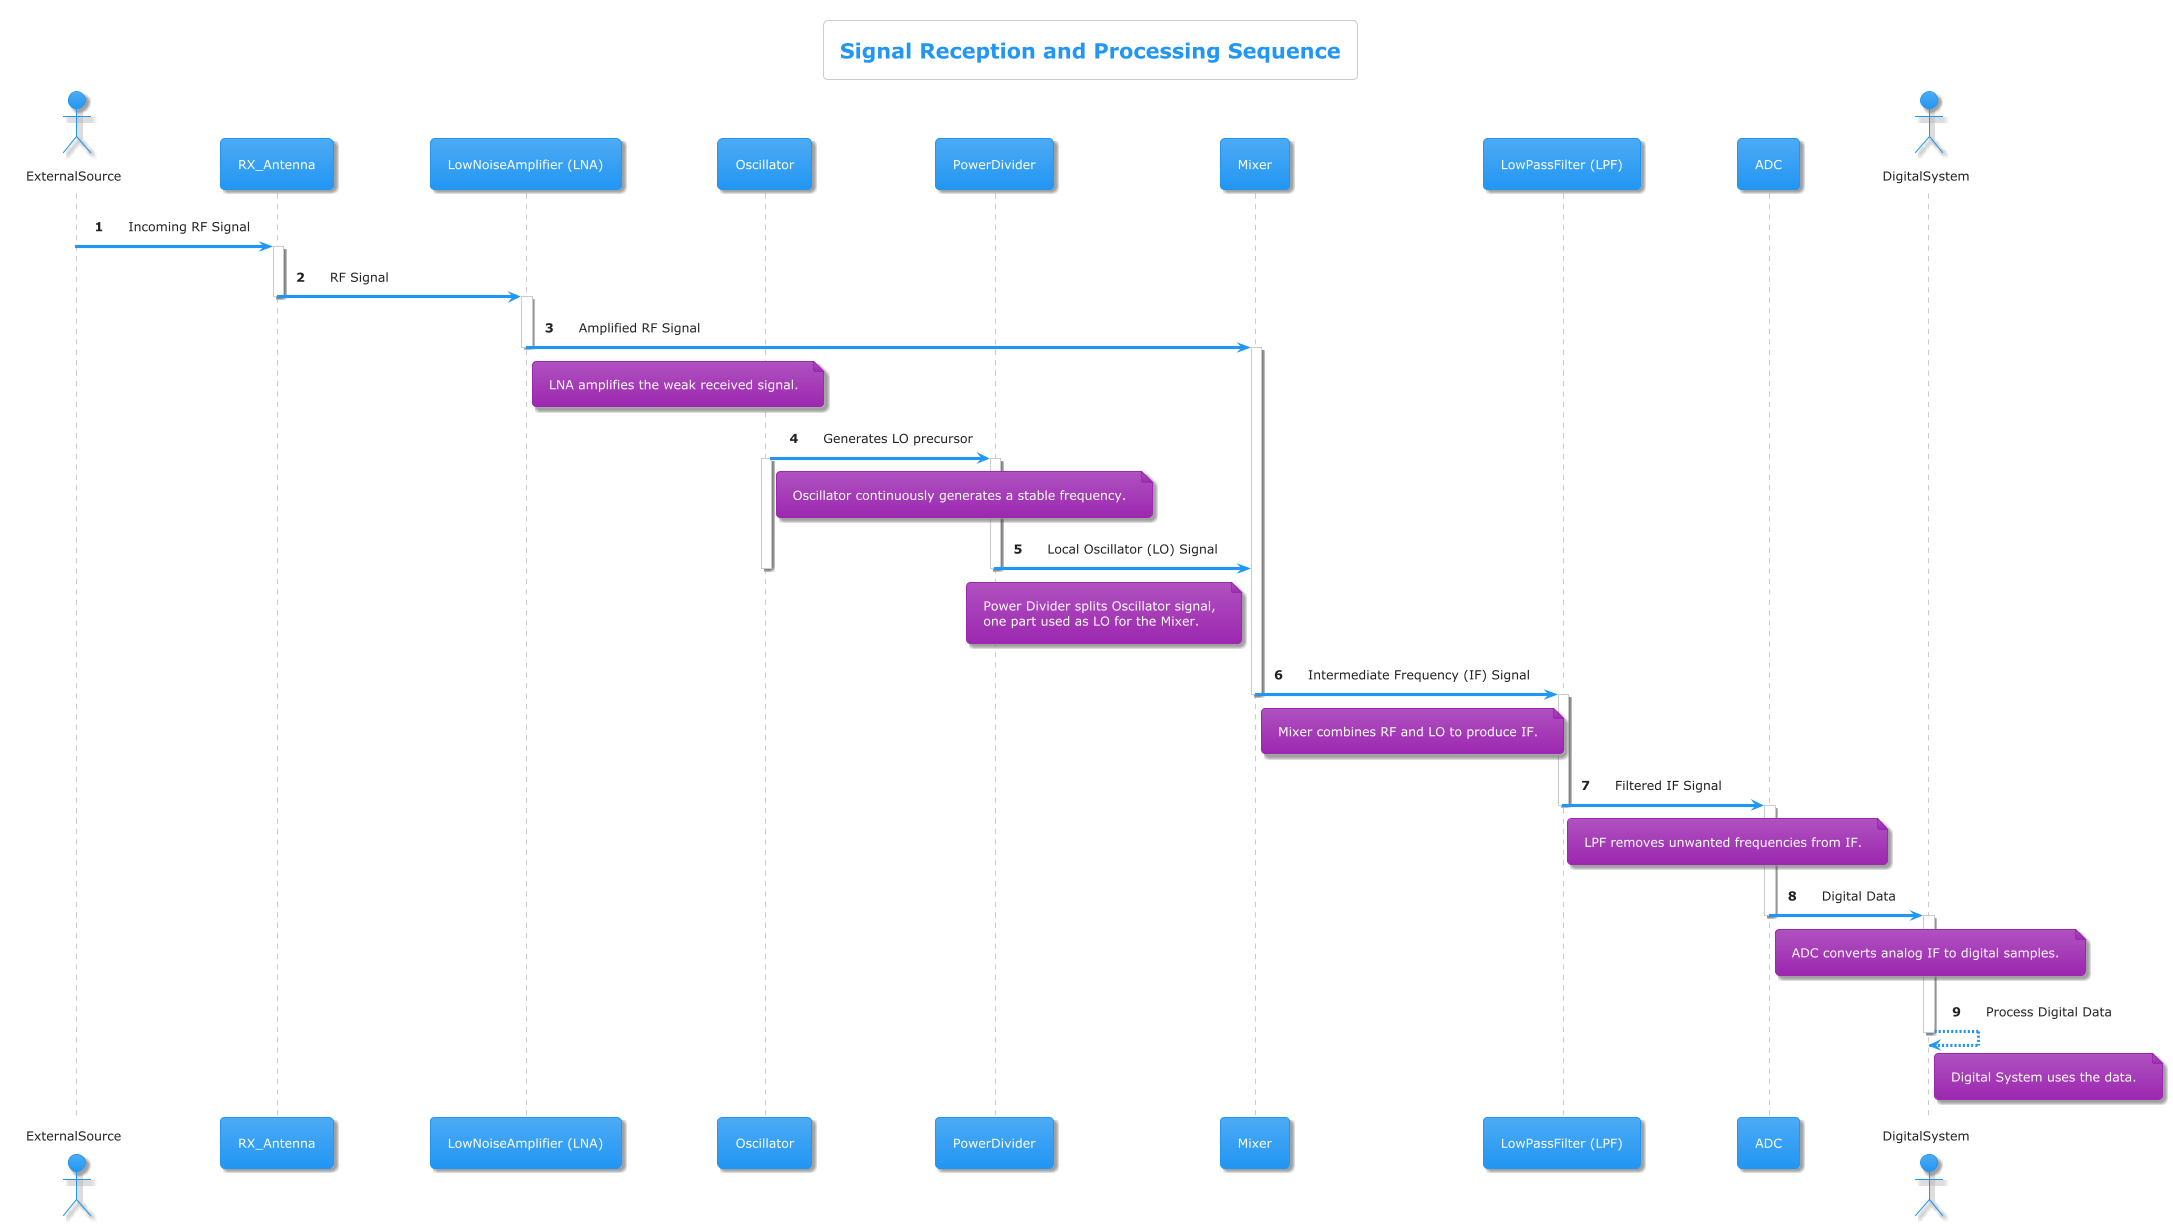 Signal Reception and Processing Sequence
ExternalSource
RX_Antenna
LowNoiseAmplifier (LNA)
Oscillator
PowerDivider
Mixer
LowPassFilter (LPF)
ADC
DigitalSystem
1 Incoming RF Signal
2 RF Signal
3 Amplified RF Signal
LNA amplifies the weak received signal.
4 Generates LO precursor
Oscillator continuously generates a stable frequency.
5 Local Oscillator (LO) Signal
Power Divider splits Oscillator signal,
one part used as LO for the Mixer.
6 Intermediate Frequency (IF) Signal
Mixer combines RF and LO to produce IF.
7 Filtered IF Signal
LPF removes unwanted frequencies from IF.
8 Digital Data
ADC converts analog IF to digital samples.
9 Process Digital Data
Digital System uses the data.
ExternalSource
RX_Antenna
LowNoiseAmplifier (LNA)
Oscillator
PowerDivider
Mixer
LowPassFilter (LPF)
ADC
DigitalSystem